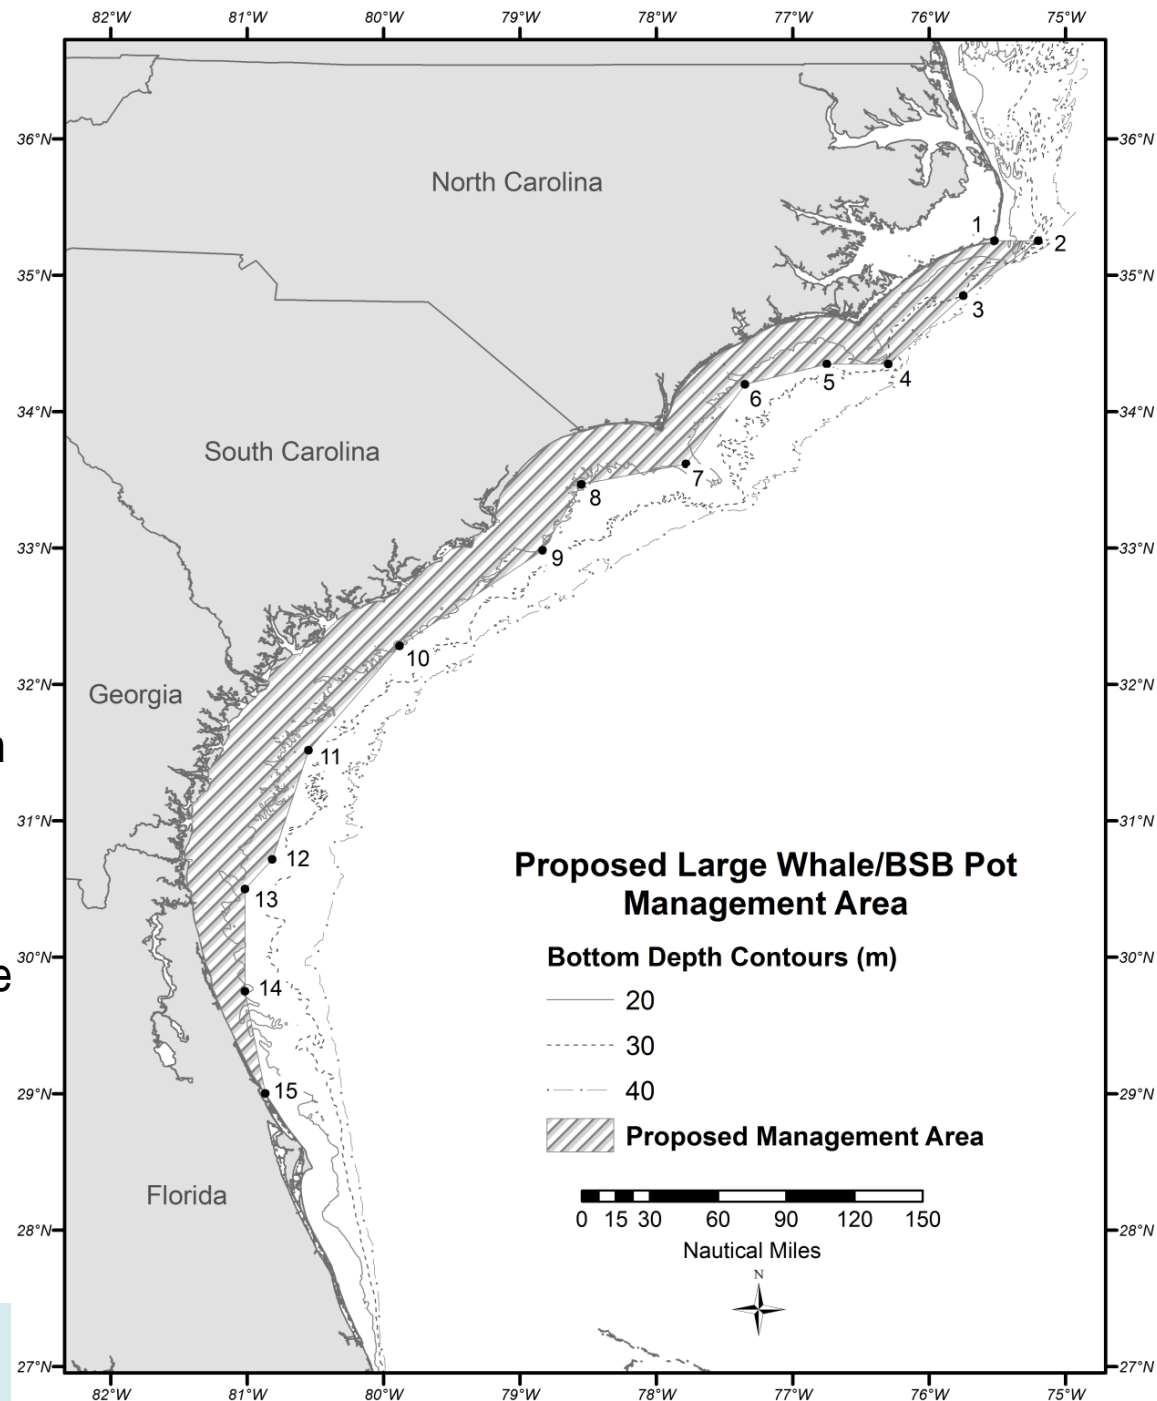 82°W 81°W 80°W 79°W 78°W 77°W 76°W 75°W
36°N 36°N
North Carolina
1
2
35°N 35°N
3
4
5
6
34°N 34°N
South Carolina
7
8
33°N 33°N
9
10
32°N 32°N
Georgia
n
11
31°N 31°N
12
13
Proposed Large Whale/BSB Pot
Management Area
Bottom Depth Contours (m)
30°N 30°N
e
14
20
30
29°N 29°N
15
40
Proposed Management Area
Florida
0 15 30 60 90 120 150
28°N 28°N
Nautical Miles
N
27°N 27°N
82°W 81°W 80°W 79°W 78°W 77°W 76°W 75°W